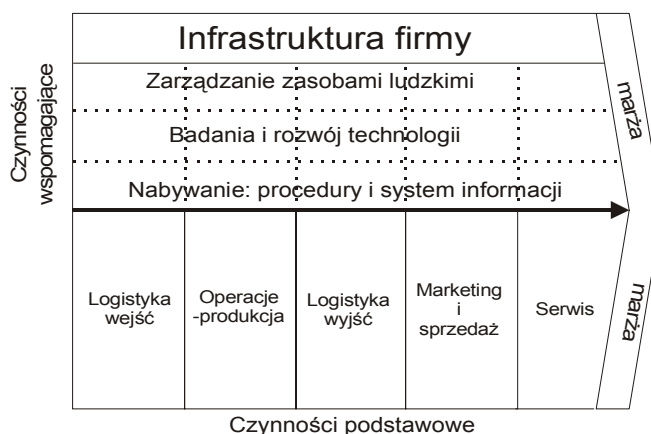 Infrastruktura firmy
Zarządzanie zasobami ludzkimi
Badania i rozwój technologii
Nabywanie: procedury i system informacji
Czynności
wspomagające
marża
Logistyka
wejść
Operacje
-produkcja
Logistyka
wyjść
Marketing
i
sprzedaż
Serwis
marża
Czynności podstawowe